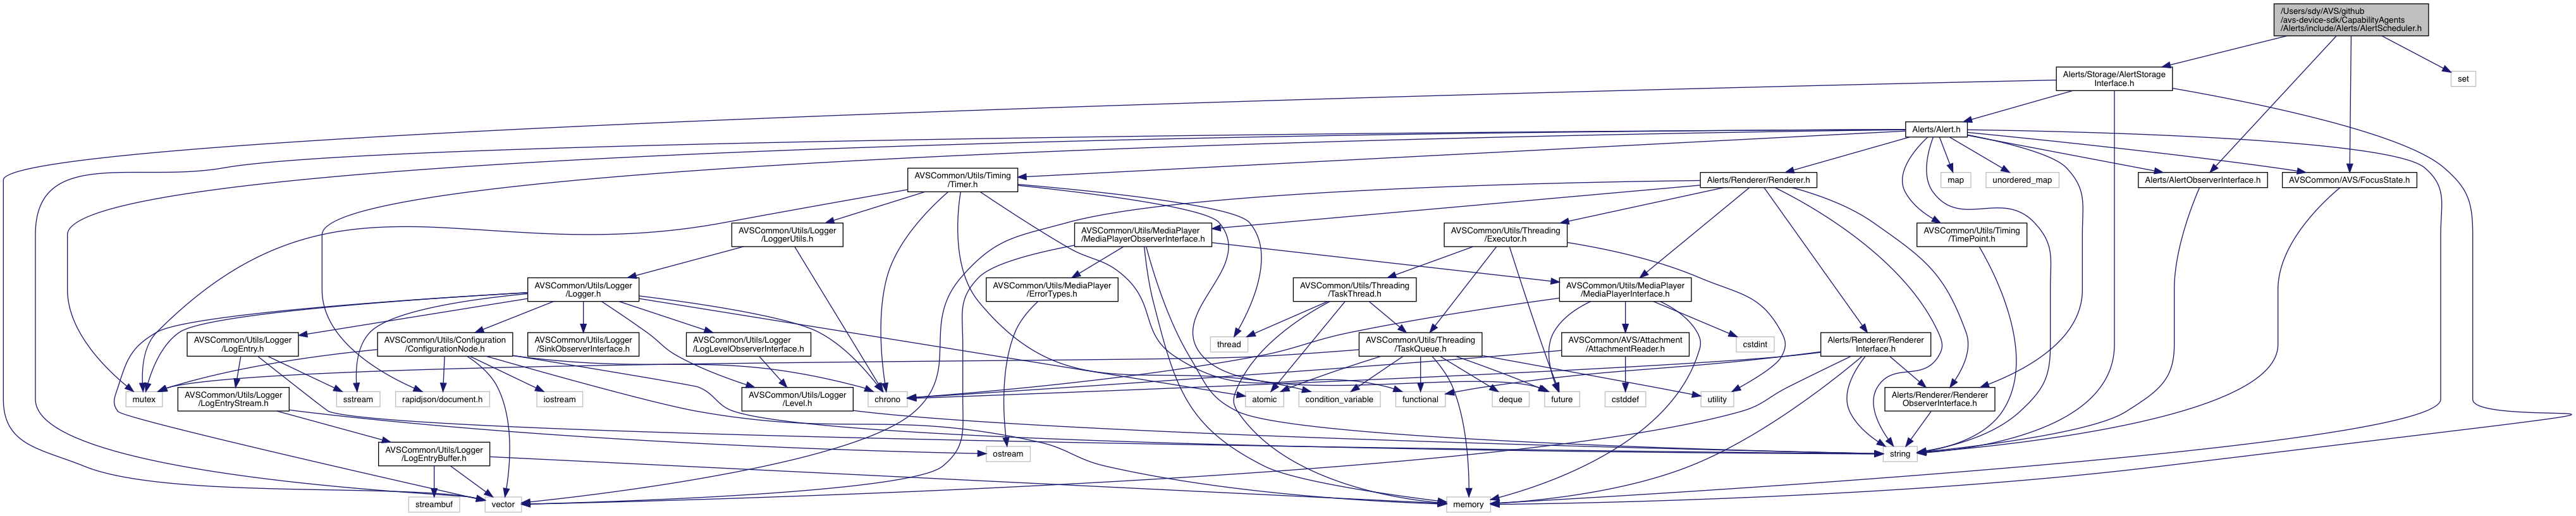 /Users/sdy/AVS/github
/avs-device-sdk/CapabilityAgents
/Alerts/include/Alerts/AlertScheduler.h
Alerts/Storage/AlertStorage
Interface.h
set
Alerts/Alert.h
AVSCommon/Utils/Timing
/Timer.h
Alerts/Renderer/Renderer.h
map
unordered_map
Alerts/AlertObserverInterface.h
AVSCommon/AVS/FocusState.h
AVSCommon/Utils/Logger
/LoggerUtils.h
AVSCommon/Utils/MediaPlayer
/MediaPlayerObserverInterface.h
AVSCommon/Utils/Threading
/Executor.h
AVSCommon/Utils/Timing
/TimePoint.h
AVSCommon/Utils/Logger
/Logger.h
AVSCommon/Utils/MediaPlayer
/ErrorTypes.h
AVSCommon/Utils/Threading
/TaskThread.h
AVSCommon/Utils/MediaPlayer
/MediaPlayerInterface.h
AVSCommon/Utils/Logger
/LogEntry.h
AVSCommon/Utils/Configuration
/ConfigurationNode.h
AVSCommon/Utils/Logger
/SinkObserverInterface.h
AVSCommon/Utils/Logger
/LogLevelObserverInterface.h
thread
AVSCommon/Utils/Threading
/TaskQueue.h
AVSCommon/AVS/Attachment
/AttachmentReader.h
cstdint
Alerts/Renderer/Renderer
Interface.h
mutex
AVSCommon/Utils/Logger
/LogEntryStream.h
sstream
rapidjson/document.h
iostream
AVSCommon/Utils/Logger
/Level.h
chrono
atomic
condition_variable
functional
deque
future
cstddef
utility
Alerts/Renderer/Renderer
ObserverInterface.h
AVSCommon/Utils/Logger
/LogEntryBuffer.h
ostream
string
streambuf
vector
memory